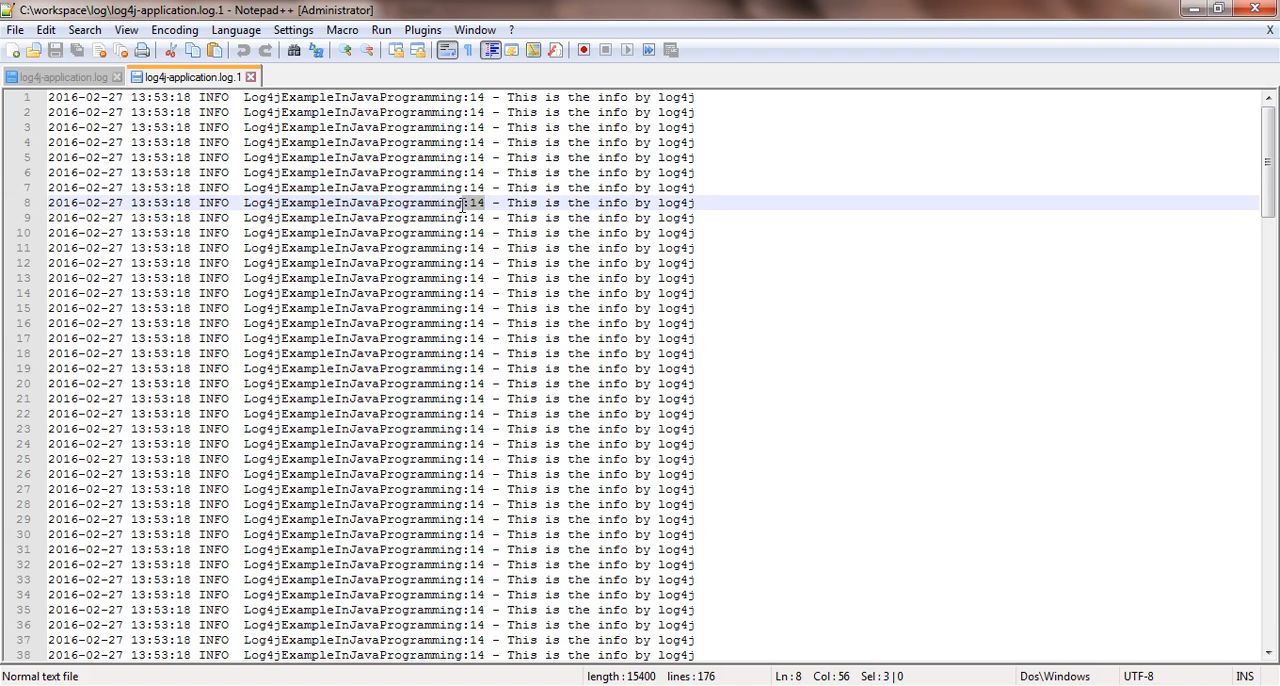 C:\workspace\log\log4j-application.log.1 - Notepad++ [Administrator]
File Edit Search View Encoding Language Settings Macro Run Plugins Window ? X
log4j-application.log log4j-application.log.1
1 2016-02-27 13:53:18 INFO  Log4jExampleInJavaProgramming:14 - This is the info by log4j
2 2016-02-27 13:53:18 INFO  Log4jExampleInJavaProgramming:14 - This is the info by log4j
3 2016-02-27 13:53:18 INFO  Log4jExampleInJavaProgramming:14 - This is the info by log4j
4 2016-02-27 13:53:18 INFO  Log4jExampleInJavaProgramming:14 - This is the info by log4j
5 2016-02-27 13:53:18 INFO  Log4jExampleInJavaProgramming:14 - This is the info by log4j
6 2016-02-27 13:53:18 INFO  Log4jExampleInJavaProgramming:14 - This is the info by log4j
7 2016-02-27 13:53:18 INFO  Log4jExampleInJavaProgramming:14 - This is the info by log4j
8 2016-02-27 13:53:18 INFO  Log4jExampleInJavaProgramming:14 - This is the info by log4j
9 2016-02-27 13:53:18 INFO  Log4jExampleInJavaProgramming:14 - This is the info by log4j
10 2016-02-27 13:53:18 INFO  Log4jExampleInJavaProgramming:14 - This is the info by log4j
11 2016-02-27 13:53:18 INFO  Log4jExampleInJavaProgramming:14 - This is the info by log4j
12 2016-02-27 13:53:18 INFO  Log4jExampleInJavaProgramming:14 - This is the info by log4j
13 2016-02-27 13:53:18 INFO  Log4jExampleInJavaProgramming:14 - This is the info by log4j
14 2016-02-27 13:53:18 INFO  Log4jExampleInJavaProgramming:14 - This is the info by log4j
15 2016-02-27 13:53:18 INFO  Log4jExampleInJavaProgramming:14 - This is the info by log4j
16 2016-02-27 13:53:18 INFO  Log4jExampleInJavaProgramming:14 - This is the info by log4j
17 2016-02-27 13:53:18 INFO  Log4jExampleInJavaProgramming:14 - This is the info by log4j
18 2016-02-27 13:53:18 INFO  Log4jExampleInJavaProgramming:14 - This is the info by log4j
19 2016-02-27 13:53:18 INFO  Log4jExampleInJavaProgramming:14 - This is the info by log4j
20 2016-02-27 13:53:18 INFO  Log4jExampleInJavaProgramming:14 - This is the info by log4j
21 2016-02-27 13:53:18 INFO  Log4jExampleInJavaProgramming:14 - This is the info by log4j
22 2016-02-27 13:53:18 INFO  Log4jExampleInJavaProgramming:14 - This is the info by log4j
23 2016-02-27 13:53:18 INFO  Log4jExampleInJavaProgramming:14 - This is the info by log4j
24 2016-02-27 13:53:18 INFO  Log4jExampleInJavaProgramming:14 - This is the info by log4j
25 2016-02-27 13:53:18 INFO  Log4jExampleInJavaProgramming:14 - This is the info by log4j
26 2016-02-27 13:53:18 INFO  Log4jExampleInJavaProgramming:14 - This is the info by log4j
27 2016-02-27 13:53:18 INFO  Log4jExampleInJavaProgramming:14 - This is the info by log4j
28 2016-02-27 13:53:18 INFO  Log4jExampleInJavaProgramming:14 - This is the info by log4j
29 2016-02-27 13:53:18 INFO  Log4jExampleInJavaProgramming:14 - This is the info by log4j
30 2016-02-27 13:53:18 INFO  Log4jExampleInJavaProgramming:14 - This is the info by log4j
31 2016-02-27 13:53:18 INFO  Log4jExampleInJavaProgramming:14 - This is the info by log4j
32 2016-02-27 13:53:18 INFO  Log4jExampleInJavaProgramming:14 - This is the info by log4j
33 2016-02-27 13:53:18 INFO  Log4jExampleInJavaProgramming:14 - This is the info by log4j
34 2016-02-27 13:53:18 INFO  Log4jExampleInJavaProgramming:14 - This is the info by log4j
35 2016-02-27 13:53:18 INFO  Log4jExampleInJavaProgramming:14 - This is the info by log4j
36 2016-02-27 13:53:18 INFO  Log4jExampleInJavaProgramming:14 - This is the info by log4j
37 2016-02-27 13:53:18 INFO  Log4jExampleInJavaProgramming:14 - This is the info by log4j
38 2016-02-27 13:53:18 INFO  Log4jExampleInJavaProgramming:14 - This is the info by log4j
Normal text file length : 15400 lines : 176 Ln : 8 Col : 56 Sel : 3 | 0 Dos\Windows UTF-8 INS